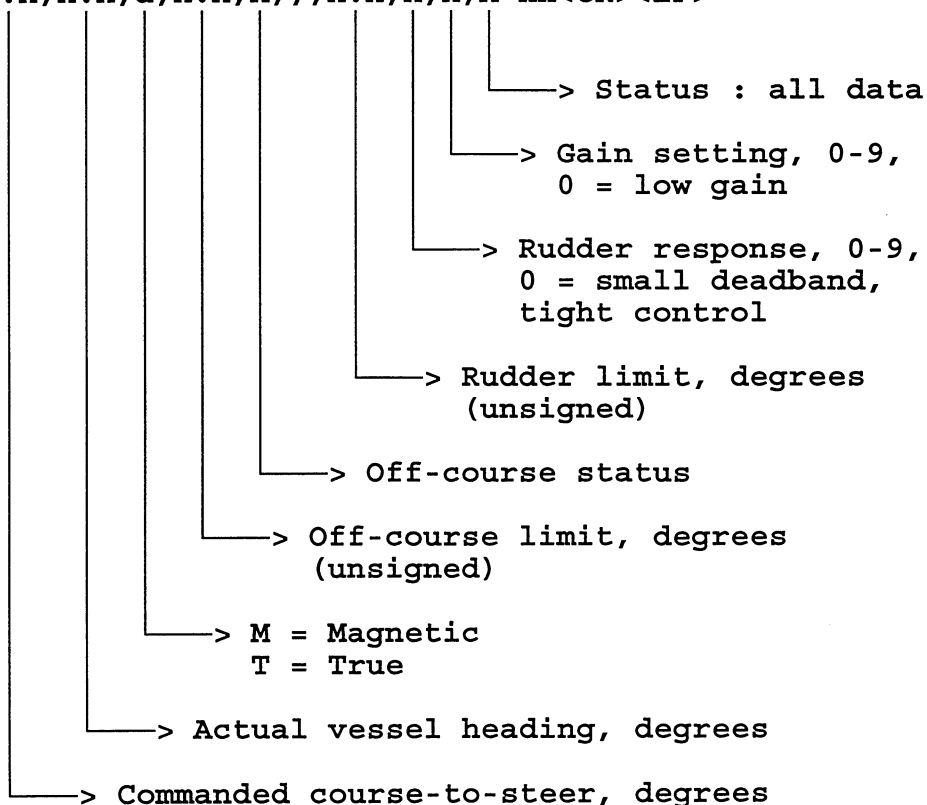 > Status : all data
> Gain setting, 0-9,
0 = low gain
> Rudder response, 0-9,
0 = small deadband,
tight control
> Rudder limit, degrees
(unsigned)
> Off-course status
> Off-course limit, degrees
(unsigned)
> M = Magnetic
T = True
> Actual vessel heading, degrees
> Commanded course-to-steer, degrees